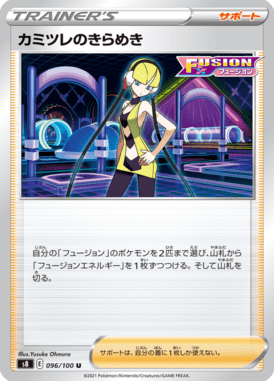 TRAINER'S サポート
カミツレのきらめき
FUSION
フュージョン
自分の「フュージョン」のポケモンを2匹まで選び、山札から
「フュージョンエネルギー」を1枚ずつつける。そして山札を
切る。
Illus.Yusuke Ohmura
S8 E 096/100 U
サポートは、自分の番に1枚しか使えない。
©2021 Pokémon/Nintendo/Creatures/GAME FREAK.